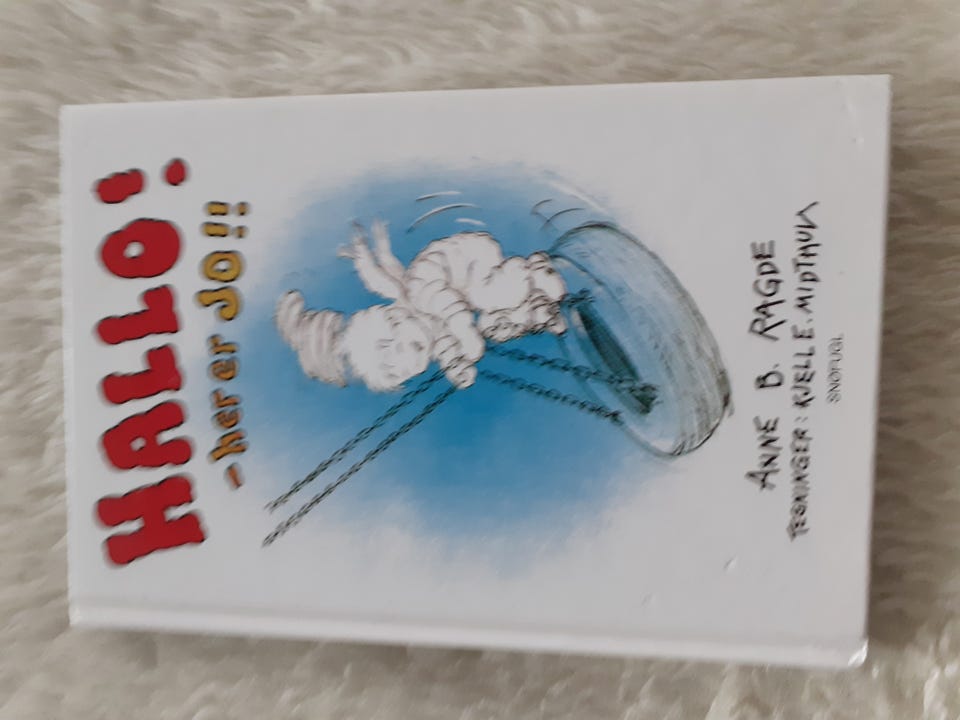 HALLO!
- her er JO!!
ANNE B. RAGDE
TEGNINGER: KJELL E. MIDTHUN
SNØFUGL